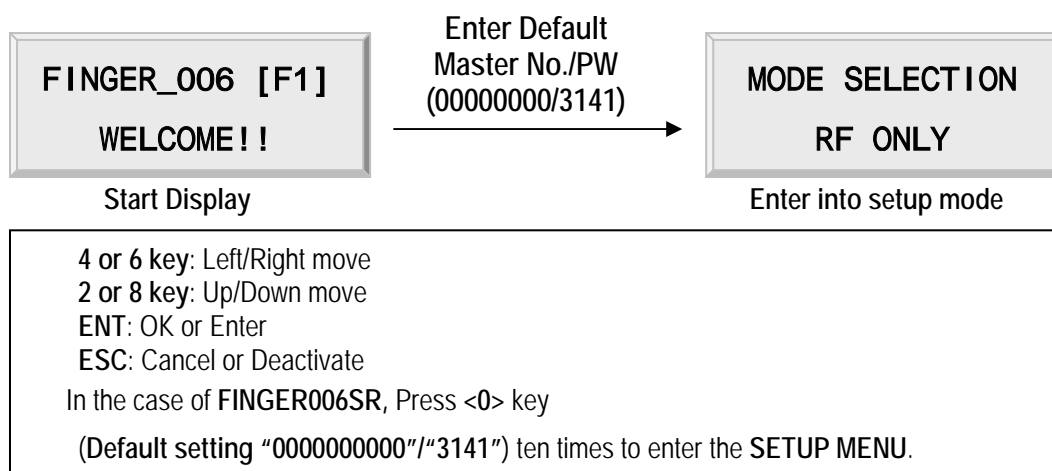 FINGER_006 [F1]
WELCOME!!
Start Display
Enter Default
Master No./PW
(00000000/3141)
MODE SELECTION
RF ONLY
Enter into setup mode
4 or 6 key: Left/Right move
2 or 8 key: Up/Down move
ENT: OK or Enter
ESC: Cancel or Deactivate
In the case of FINGER006SR, Press <0> key
(Default setting “0000000000”/“3141”) ten times to enter the SETUP MENU.